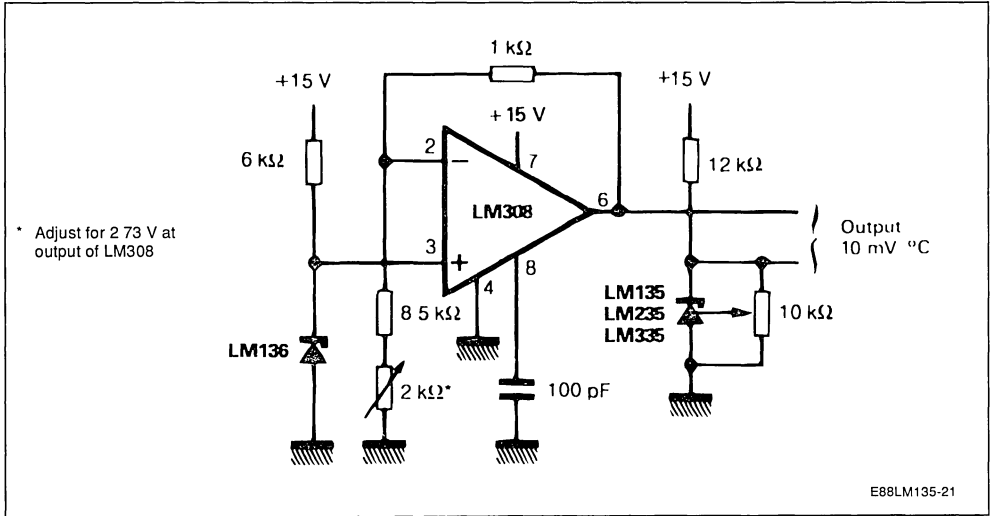 1 kΩ
+15 V
+15 V
+ 15 V
6 kΩ
2
7
12 kΩ
LM308
6
* Adjust for 2 73 V at
output of LM308
Output
10 mV °C
3
8
4
LM135
LM235
LM335
8 5 kΩ
10 kΩ
LM136
2 kΩ*
100 pF
E88LM135-21